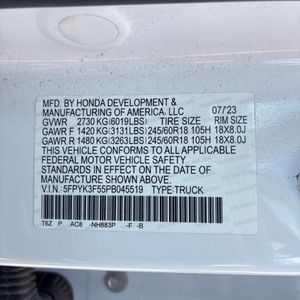 MFD. BY HONDA DEVELOPMENT &
MANUFACTURING OF AMERICA, LLC 07/'23
GVWR 2730 KG(6019LBS) TIRE SIZE RIM SIZE
GAWR F 1420 KG(3131LBS) 245/60R18 105H 18X8.0J
GAWR R 1480 KG(3263LBS) 245/60R18 105H 18X8.0J
THIS VEHICLE CONFORMS TO ALL APPLICABLE
FEDERAL MOTOR VEHICLE SAFETY
STANDARDS IN EFFECT ON THE DATE OF
MANUFACTURE SHOWN ABOVE.
V.I.N.: 5FPYK3F55PB045519 TYPE:TRUCK
T6Z P AC8 -NH883P -F -B